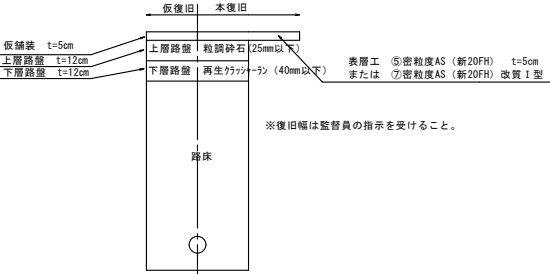 仮復旧 本復旧
仮舗装 t=5cm
上層路盤 t=12cm
下層路盤 t=12cm
上層路盤 粒調砕石(25mm以下)
下層路盤 再生クラッシャーラン (40mm以下)
表層工 ⑤密粒度AS (新20FH) t=5cm
または ⑦密粒度AS (新20FH) 改質Ⅰ型
※復旧幅は監督員の指示を受けること。
路床